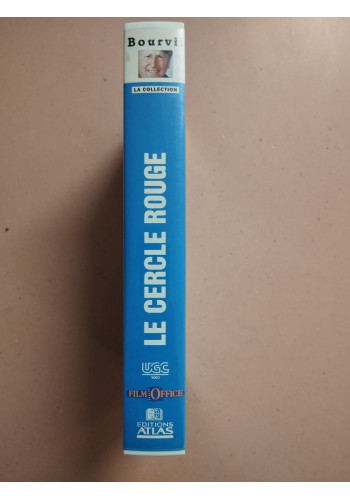 Bourvil
LA COLLECTION
LE CERCLE ROUGE
UGC
FILM OFFICE
EDITIONS
ATLAS